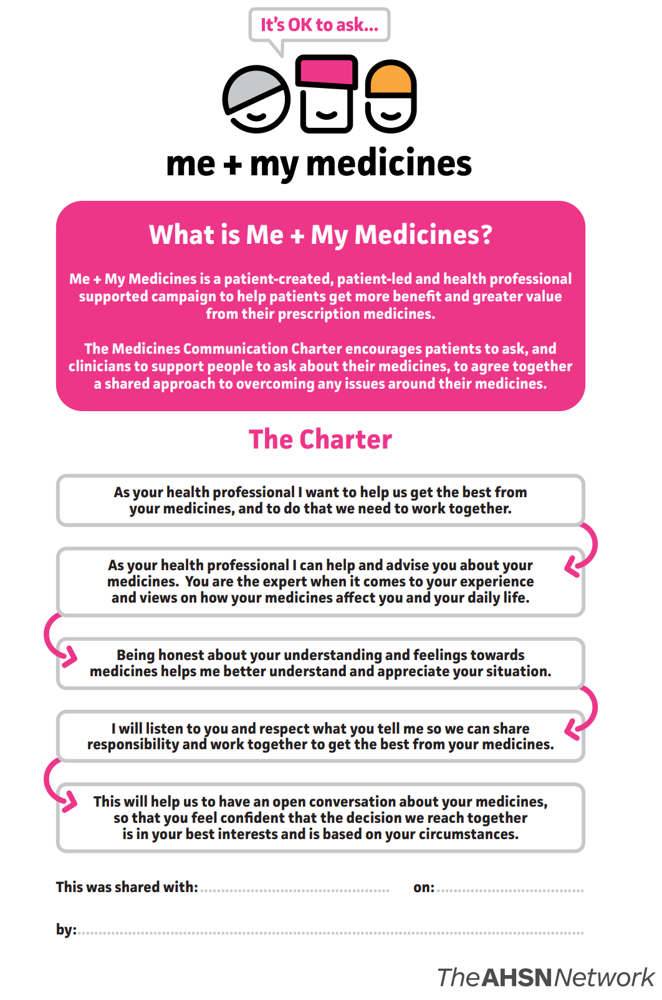 It's OK to ask...
me + my medicines
What is Me + My Medicines?
Me + My Medicines is a patient-created, patient-led and health professional
supported campaign to help patients get more benefit and greater value
from their prescription medicines.
The Medicines Communication Charter encourages patients to ask, and
clinicians to support people to ask about their medicines, to agree together
a shared approach to overcoming any issues around their medicines.
The Charter
As your health professional I want to help us get the best from
your medicines, and to do that we need to work together.
As your health professional I can help and advise you about your
medicines.  You are the expert when it comes to your experience
and views on how your medicines affect you and your daily life.
Being honest about your understanding and feelings towards
medicines helps me better understand and appreciate your situation.
I will listen to you and respect what you tell me so we can share
responsibility and work together to get the best from your medicines.
This will help us to have an open conversation about your medicines,
so that you feel confident that the decision we reach together
is in your best interests and is based on your circumstances.
This was shared with: on:
by:
TheAHSNNetwork